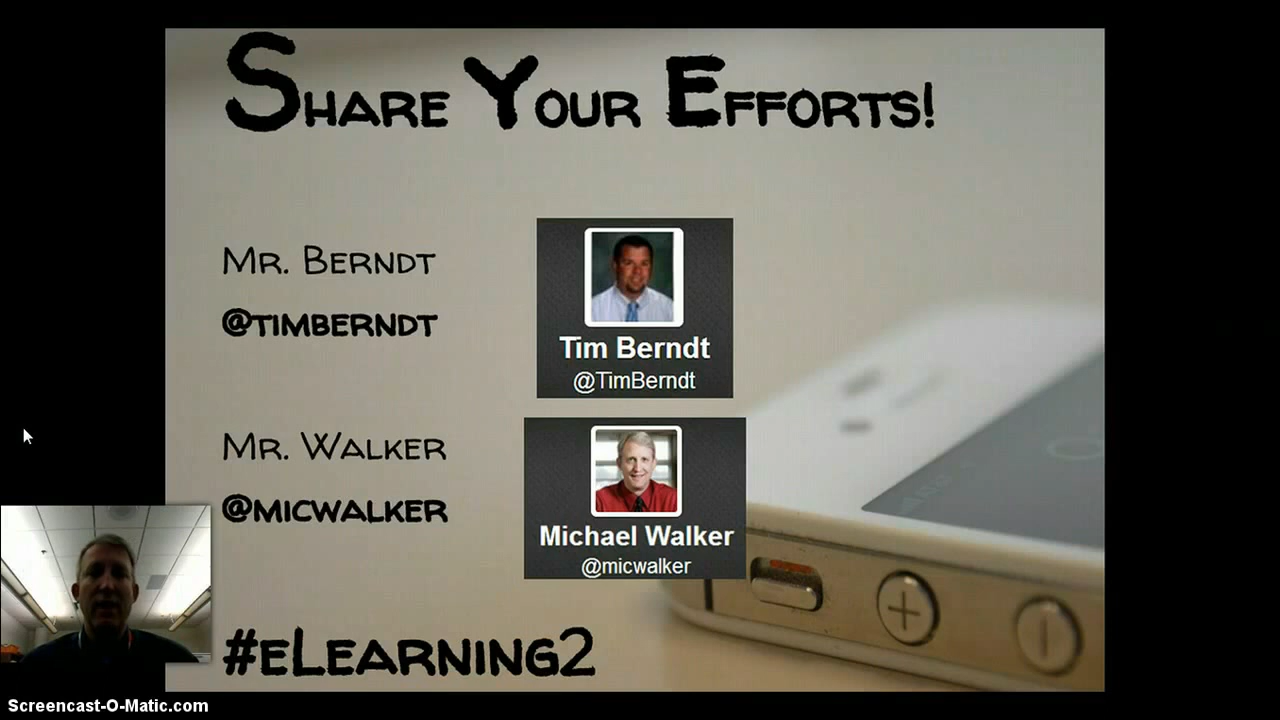 Share Your Efforts!
Mr. Berndt
@timberndt
Tim Berndt
@TimBerndt
Mr. Walker
@micwalker
Michael Walker
@micwalker
#eLearning2
Screencast-O-Matic.com